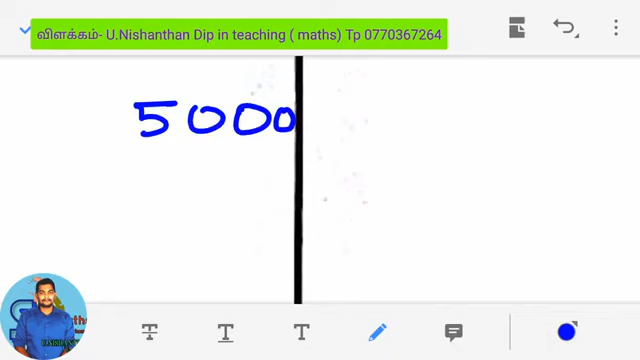 விளக்கம்- U.Nishanthan Dip in teaching ( maths) Tp 0770367264
5000
T T T